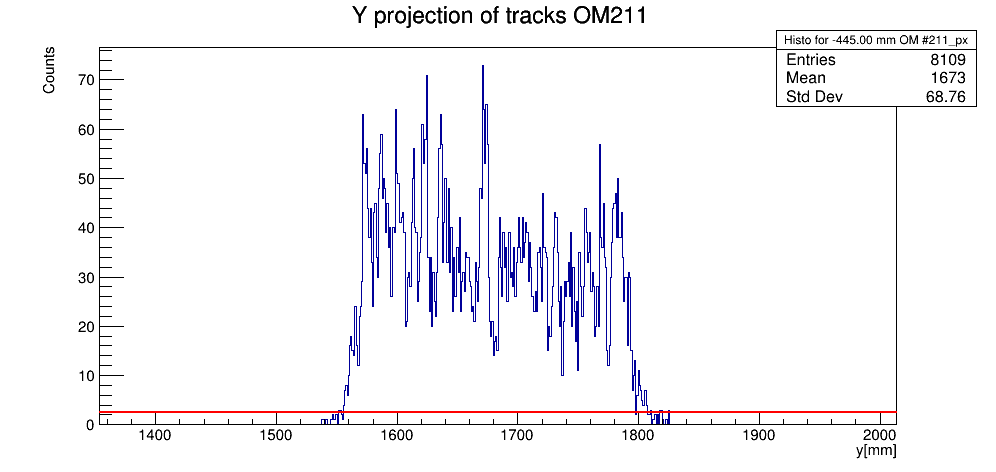 Y projection of tracks OM211
Histo for -445.00 mm OM #211_px
Entries 8109
Mean 1673
Std Dev 68.76
Counts
70
60
50
40
30
20
10
0
1400 1500 1600 1700 1800 1900 2000
y[mm]